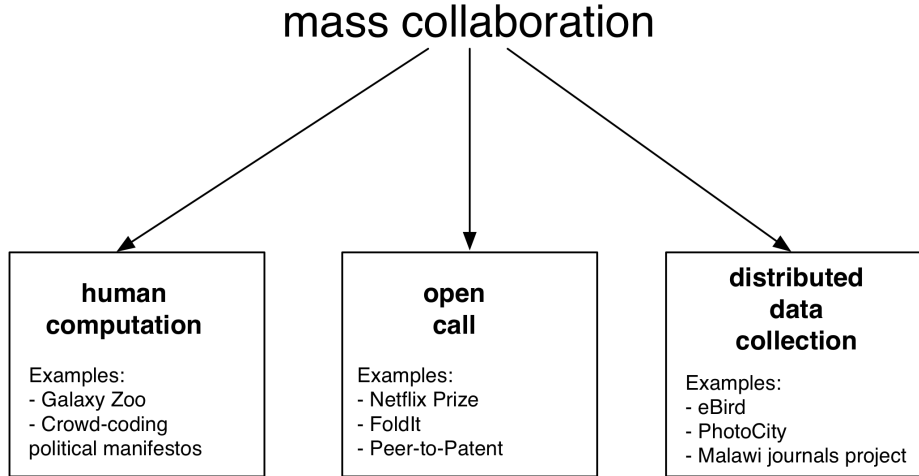 mass collaboration
human
computation
Examples:
- Galaxy Zoo
- Crowd-coding
political manifestos
open
call
Examples:
- Netflix Prize
- FoldIt
- Peer-to-Patent
distributed
data
collection
Examples:
- eBird
- PhotoCity
- Malawi journals project